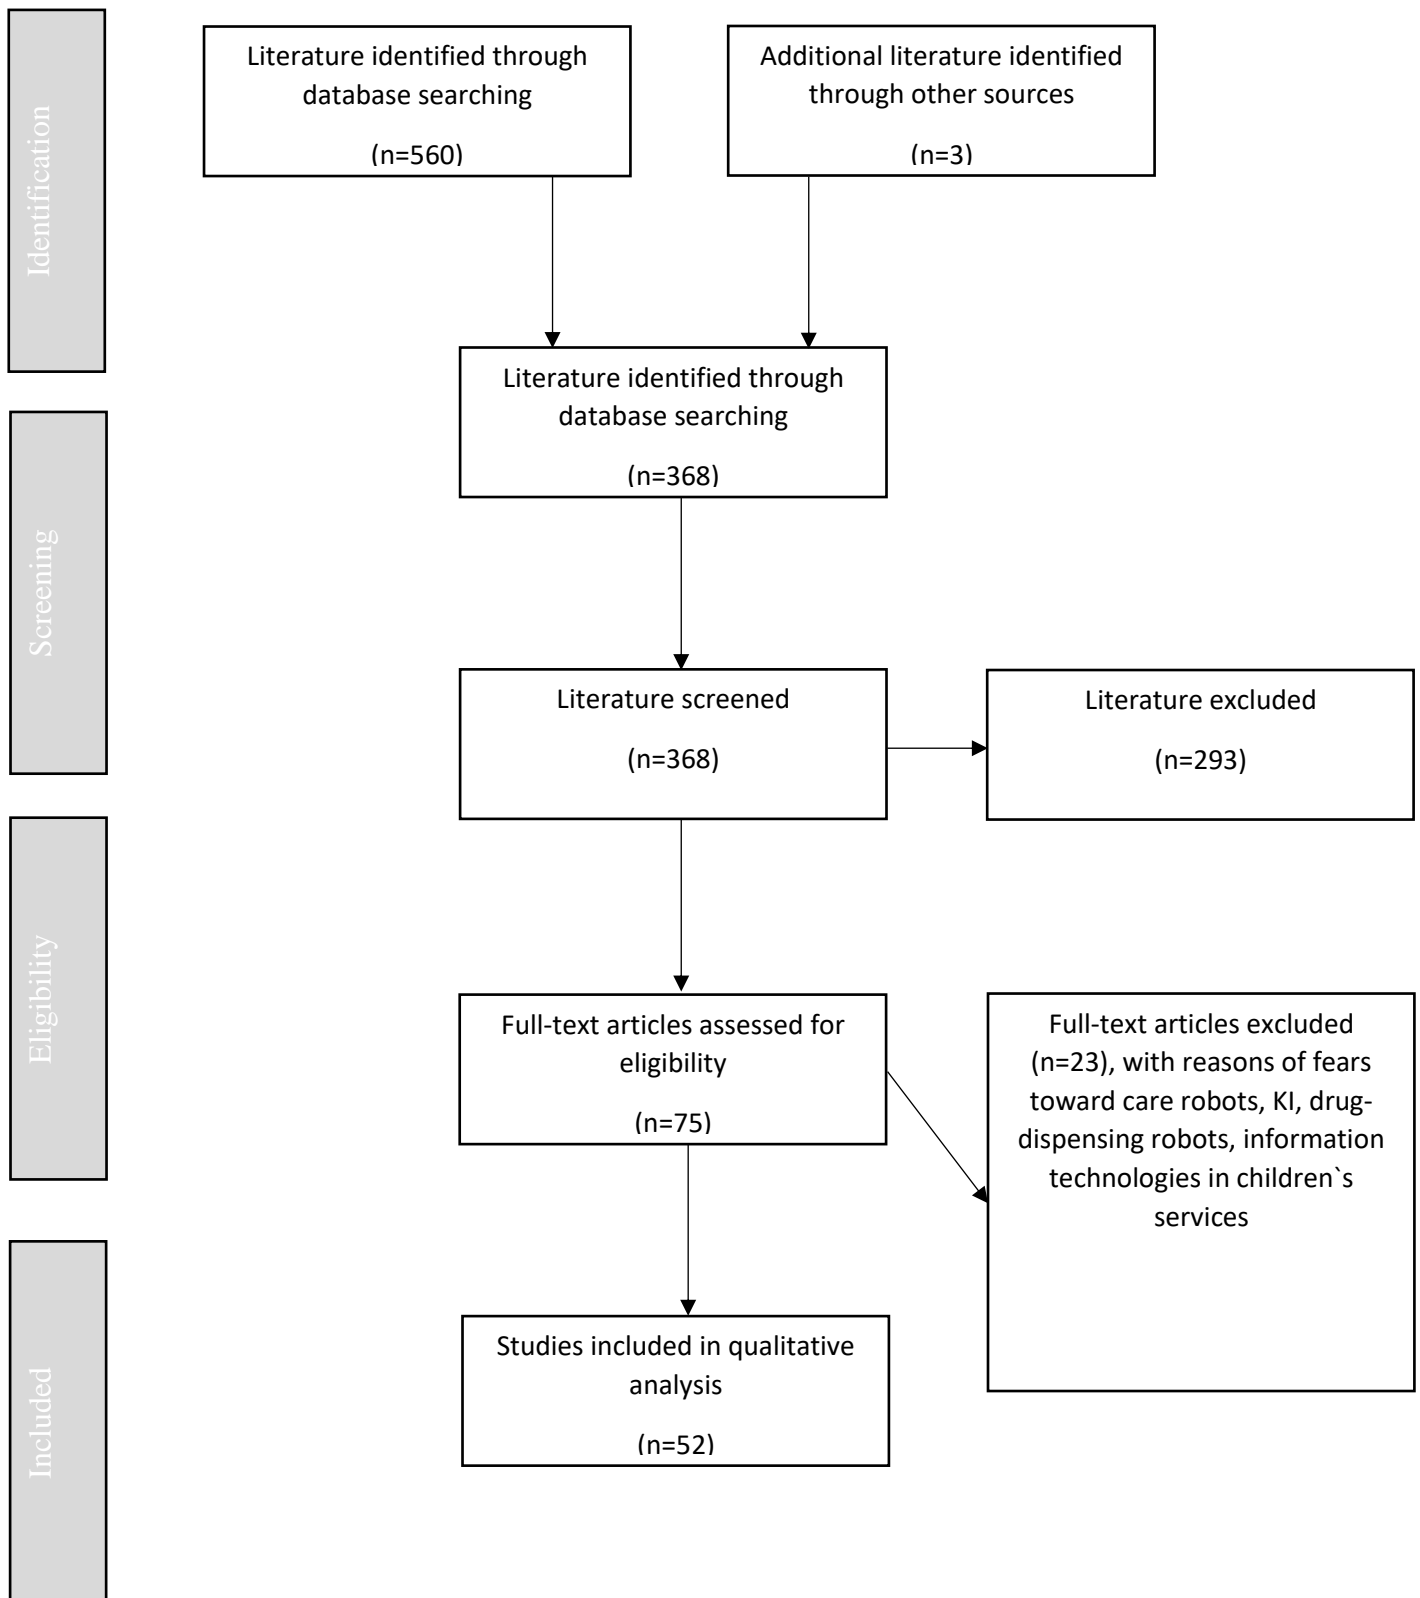 Identification
Literature identified through
database searching
(n=560)
Additional literature identified
through other sources
(n=3)
Literature identified through
database searching
(n=368)
Screening
Literature screened
(n=368)
Literature excluded
(n=293)
Eligibility
Full-text articles assessed for
eligibility
(n=75)
Full-text articles excluded
(n=23), with reasons of fears
toward care robots, KI, drug-
dispensing robots, information
technologies in children`s
services
Included
Studies included in qualitative
analysis
(n=52)